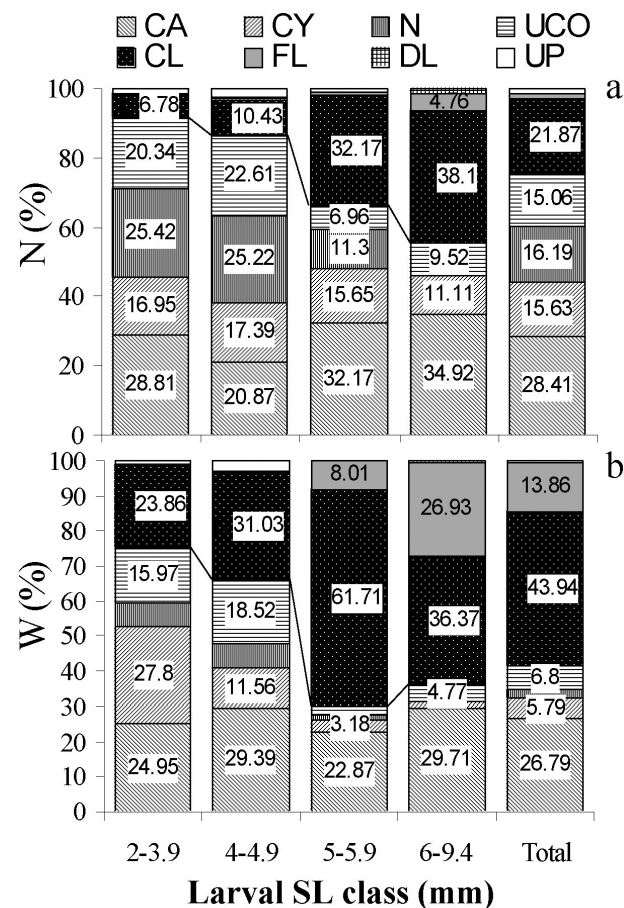 CA CY N UCO
CL FL DL UP
a
N (%)
100
80
60
40
20
0
6.78 10.43 32.17 4.76 21.87
20.34 22.61 6.96 38.1 15.06
25.42 25.22 11.3 9.52 16.19
16.95 17.39 15.65 11.11 15.63
28.81 20.87 32.17 34.92 28.41
b
W (%)
100
90
80
70
60
50
40
30
20
10
0
23.86 31.03 8.01 26.93 13.86
15.97 18.52 61.71 36.37 43.94
27.8 11.56 3.18 4.77 6.8
24.95 29.39 22.87 29.71 5.79
26.79
2-3.9 4-4.9 5-5.9 6-9.4 Total
Larval SL class (mm)